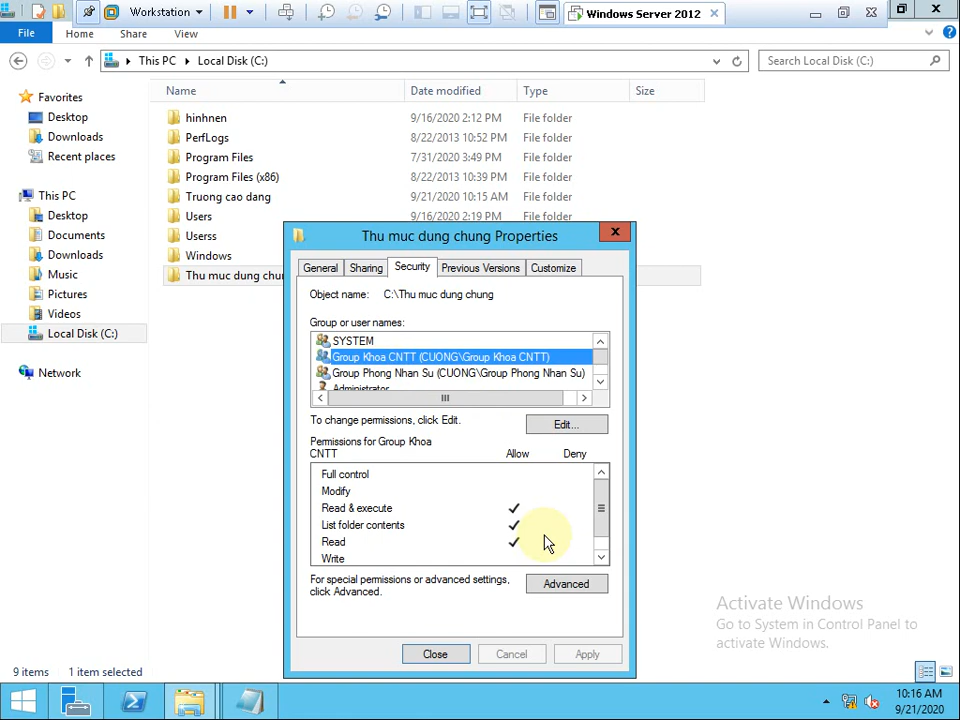 Workstation
Windows Server 2012
File
Home
Share
View
This PC
Local Disk (C:)
Search Local Disk (C:)
Name
Date modified
Type
Size
Favorites
Desktop
Downloads
Recent places
This PC
Desktop
Documents
Downloads
Music
Pictures
Videos
Local Disk (C:)
Network
hinhnen 9/16/2020 2:12 PM File folder
PerfLogs 8/22/2013 10:52 PM File folder
Program Files 7/31/2020 3:49 PM File folder
Program Files (x86) 8/22/2013 10:39 PM File folder
Truong cao dang 9/21/2020 10:15 AM File folder
Users 9/16/2020 2:19 PM File folder
Userss
Windows
Thu muc dung chun
Thu muc dung chung Properties
General
Sharing
Security
Previous Versions
Customize
Object name: C:\Thu muc dung chung
Group or user names:
SYSTEM
Group Khoa CNTT (CUONG\Group Khoa CNTT)
Group Phong Nhan Su (CUONG\Group Phong Nhan Su)
Administrator
To change permissions, click Edit.
Edit...
Permissions for Group Khoa
CNTT
Allow
Deny
Full control
Modify
Read & execute
List folder contents
Read
Write
For special permissions or advanced settings,
click Advanced.
Advanced
Close
Cancel
Apply
Activate Windows
Go to System in Control Panel to
activate Windows.
9 items
1 item selected
10:16 AM
9/21/2020